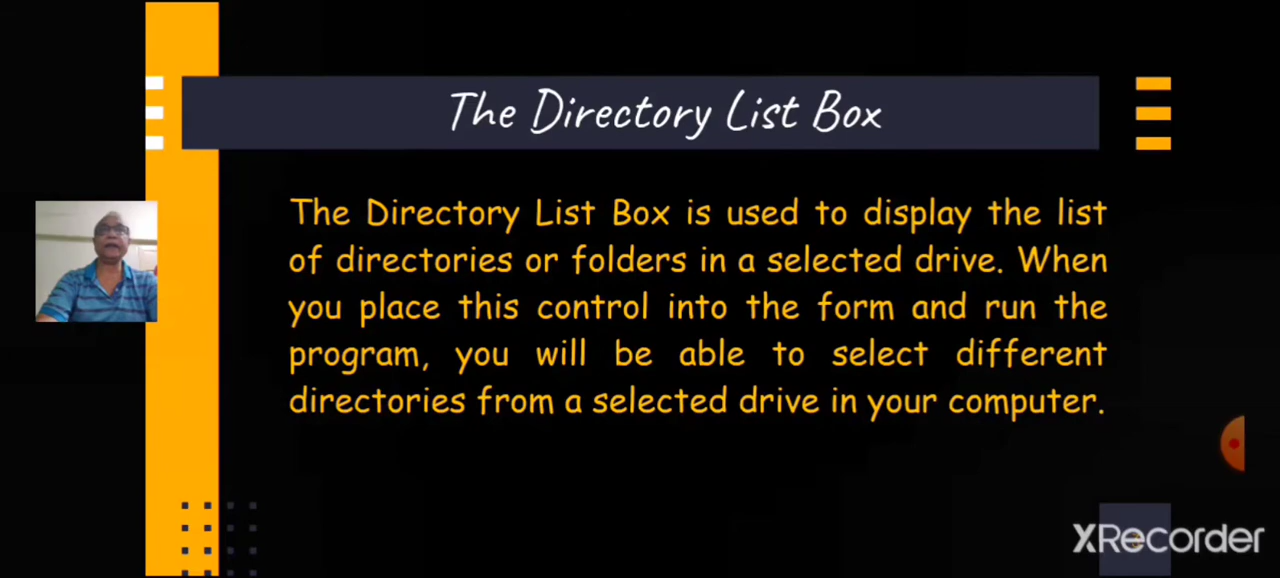 The Directory List Box
The Directory List Box is used to display the list
of directories or folders in a selected drive. When
you place this control into the form and run the
program, you will be able to select different
directories from a selected drive in your computer.
XRecorder